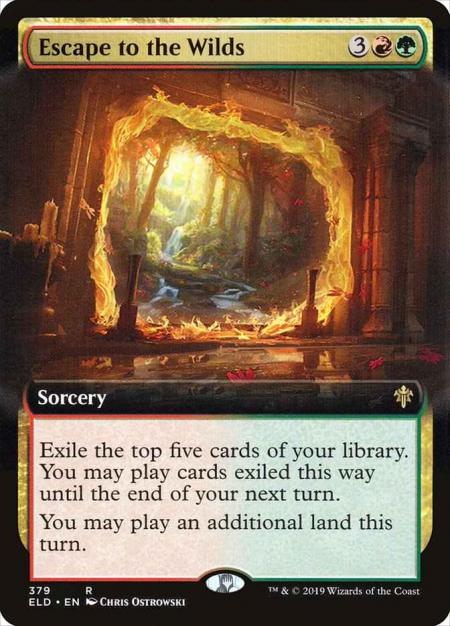 Escape to the Wilds 3
Sorcery
Exile the top five cards of your library.
You may play cards exiled this way
until the end of your next turn.
You may play an additional land this
turn.
379 R
ELD • EN Chris Ostrowski
™ & © 2019 Wizards of the Coast